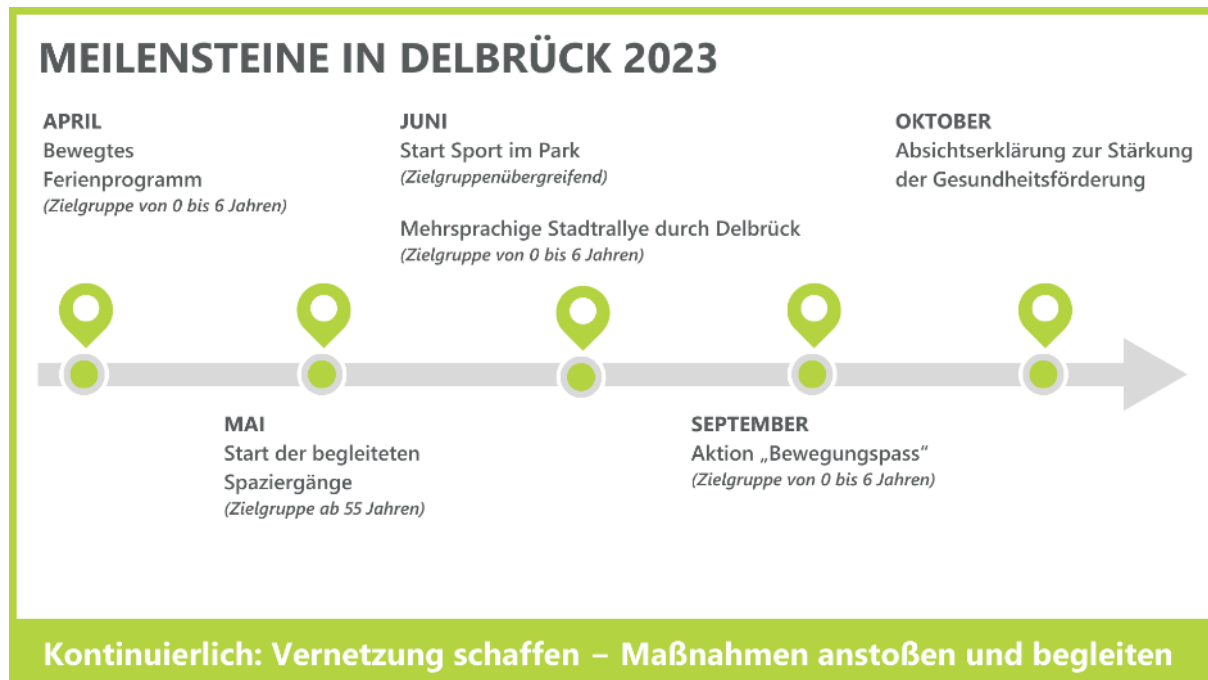 MEILENSTEINE IN DELBRÜCK 2023
APRIL
Bewegtes
Ferienprogramm
(Zielgruppe von 0 bis 6 Jahren)
JUNI
Start Sport im Park
(Zielgruppenübergreifend)
Mehrsprachige Stadtrallye durch Delbrück
(Zielgruppe von 0 bis 6 Jahren)
OKTOBER
Absichtserklärung zur Stärkung
der Gesundheitsförderung
MAI
Start der begleiteten
Spaziergänge
(Zielgruppe ab 55 Jahren)
SEPTEMBER
Aktion „Bewegungspass“
(Zielgruppe von 0 bis 6 Jahren)
Kontinuierlich: Vernetzung schaffen – Maßnahmen anstoßen und begleiten